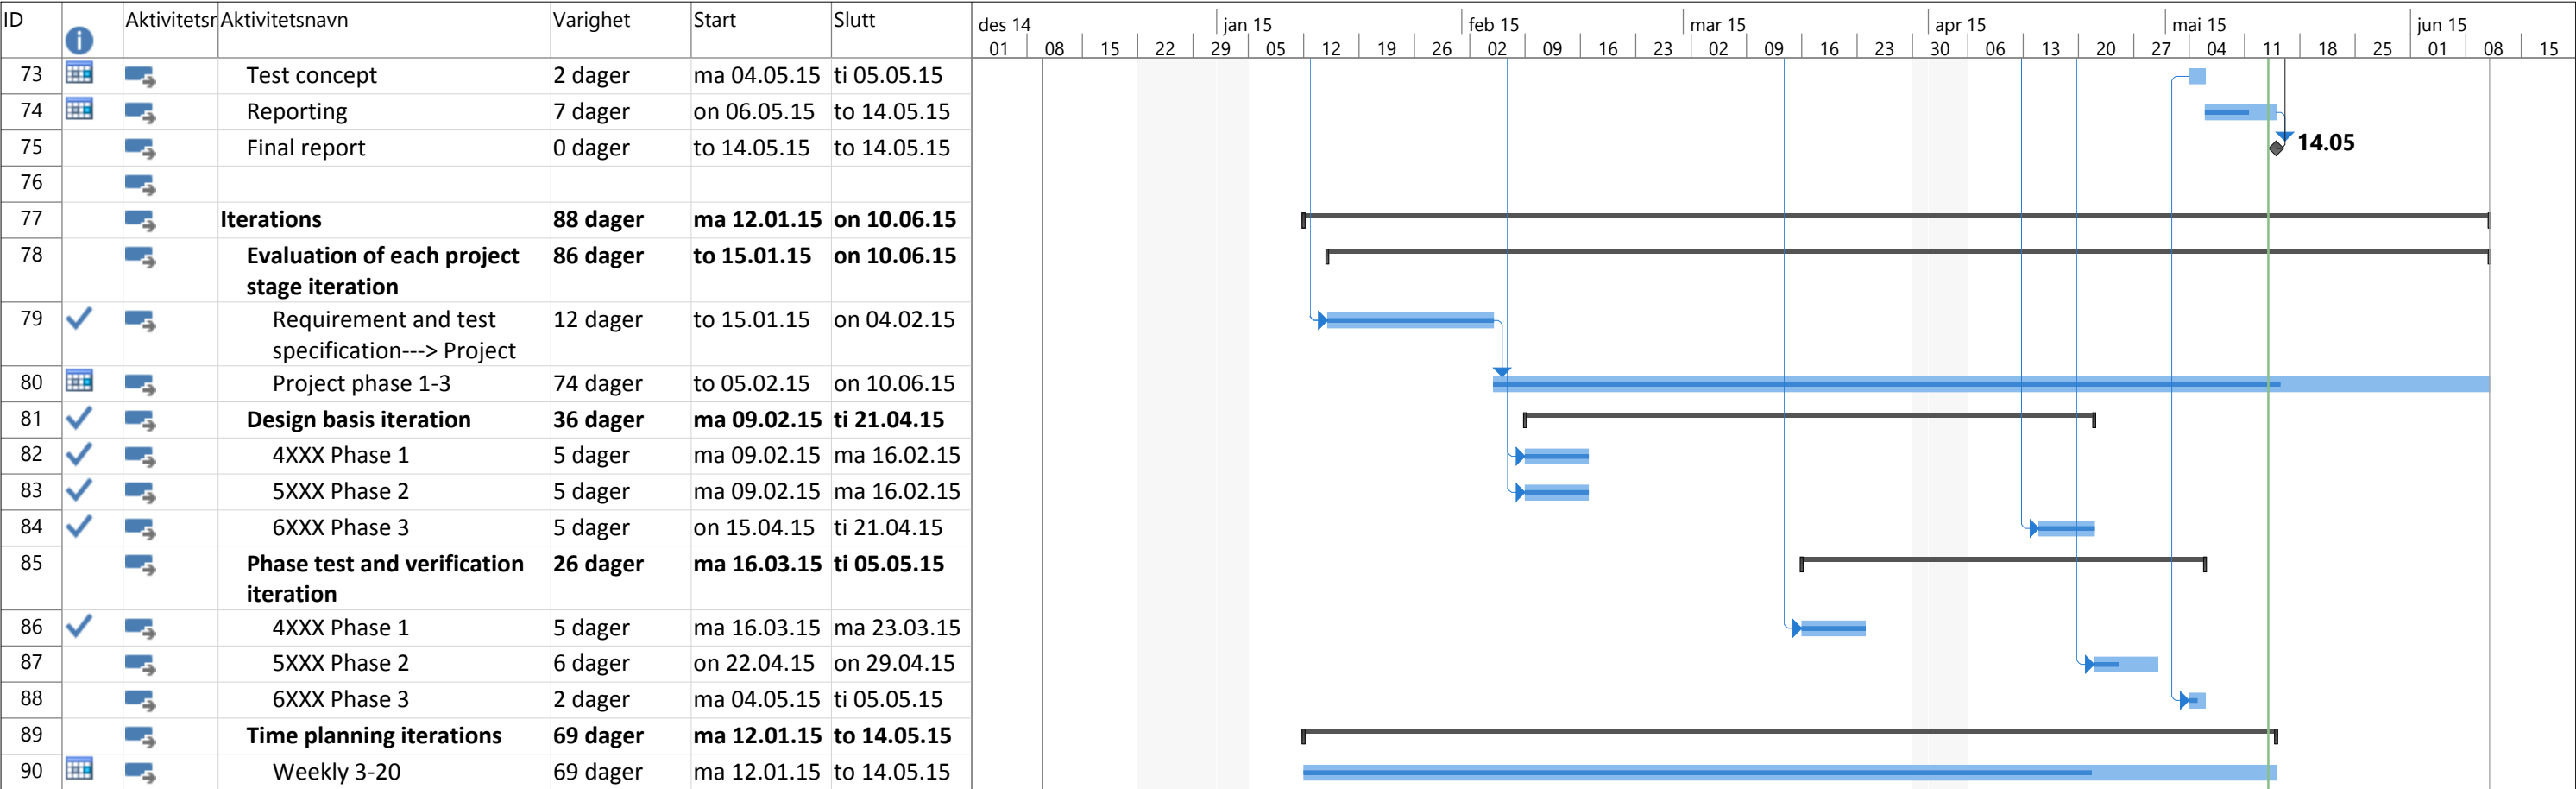 ID Aktivitetsr Aktivitetsnavn Varighet Start Slutt des 14 jan 15 feb 15 mar 15 apr 15 mai 15 jun 15
01 08 15 22 29 05 12 19 26 02 09 16 23 02 09 16 23 30 06 13 20 27 04 11 18 25 01 08 15
73 Test concept 2 dager ma 04.05.15 ti 05.05.15
74 Reporting 7 dager on 06.05.15 to 14.05.15
75 Final report 0 dager to 14.05.15 to 14.05.15 14.05
76
77 Iterations 88 dager ma 12.01.15 on 10.06.15
78 Evaluation of each project 86 dager to 15.01.15 on 10.06.15
stage iteration
79 Requirement and test 12 dager to 15.01.15 on 04.02.15
specification---> Project
80 Project phase 1-3 74 dager to 05.02.15 on 10.06.15
81 Design basis iteration 36 dager ma 09.02.15 ti 21.04.15
82 4XXX Phase 1 5 dager ma 09.02.15 ma 16.02.15
83 5XXX Phase 2 5 dager ma 09.02.15 ma 16.02.15
84 6XXX Phase 3 5 dager on 15.04.15 ti 21.04.15
85 Phase test and verification 26 dager ma 16.03.15 ti 05.05.15
iteration
86 4XXX Phase 1 5 dager ma 16.03.15 ma 23.03.15
87 5XXX Phase 2 6 dager on 22.04.15 on 29.04.15
88 6XXX Phase 3 2 dager ma 04.05.15 ti 05.05.15
89 Time planning iterations 69 dager ma 12.01.15 to 14.05.15
90 Weekly 3-20 69 dager ma 12.01.15 to 14.05.15